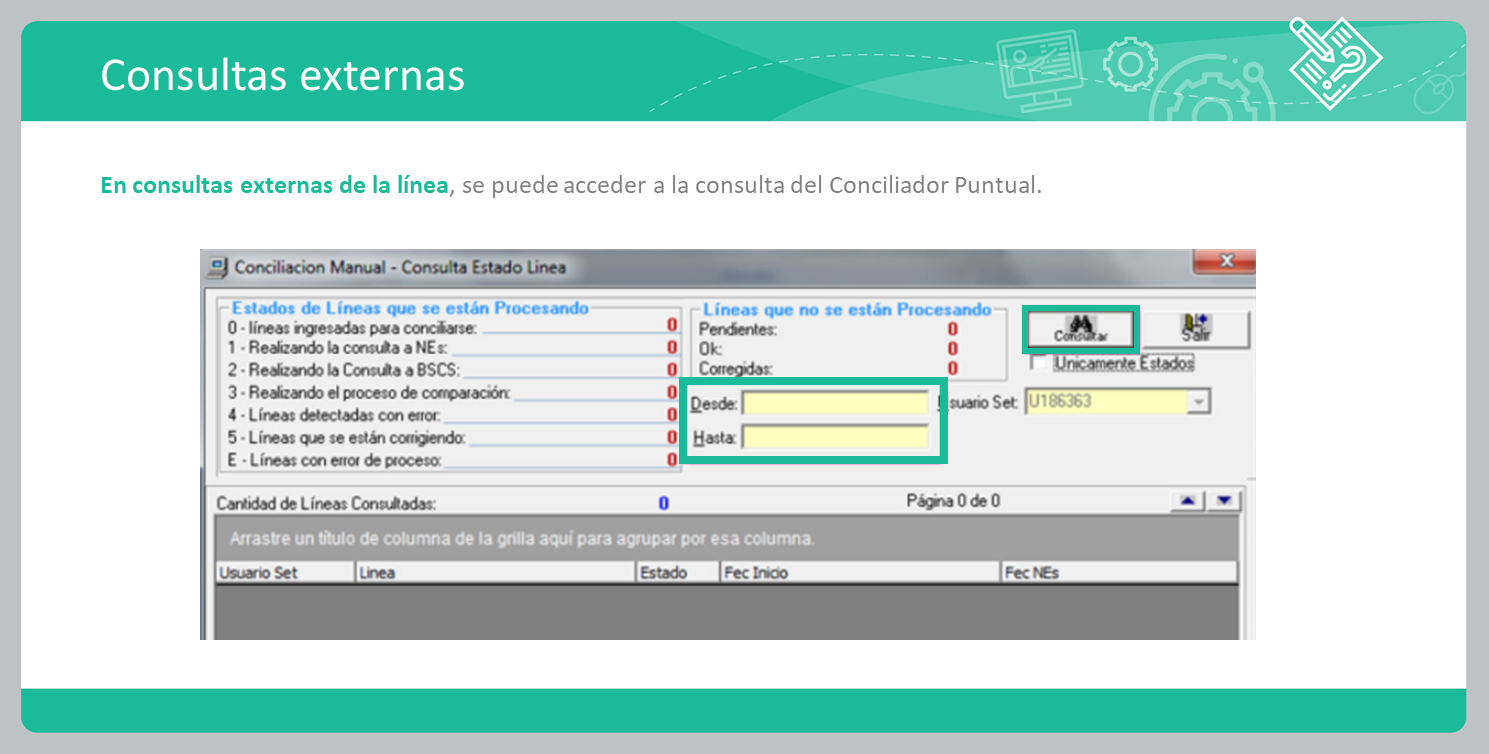 Consultas externas
En consultas externas de la línea, se puede acceder a la consulta del Conciliador Puntual.
Conciliacion Manual - Consulta Estado Linea
Estados de Líneas que se están Procesando
0 - líneas ingresadas para conciliarse: 0
1 - Realizando la consulta a NEs: 0
2 - Realizando la Consulta a BSCS: 0
3 - Realizando el proceso de comparación: 0
4 - Líneas detectadas con error: 0
5 - Líneas que se están corrigiendo: 0
E - Líneas con error de proceso: 0
Líneas que no se están Procesando
Pendientes: 0
Ok: 0
Corregidas: 0
Consultar
Salir
Unicamente Estados
Desde:
Usuario Set: U186363
Hasta:
Cantidad de Líneas Consultadas: 0
Página 0 de 0
Arrastre un título de columna de la grilla aquí para agrupar por esa columna.
Usuario Set Linea Estado Fec Inicio Fec NEs